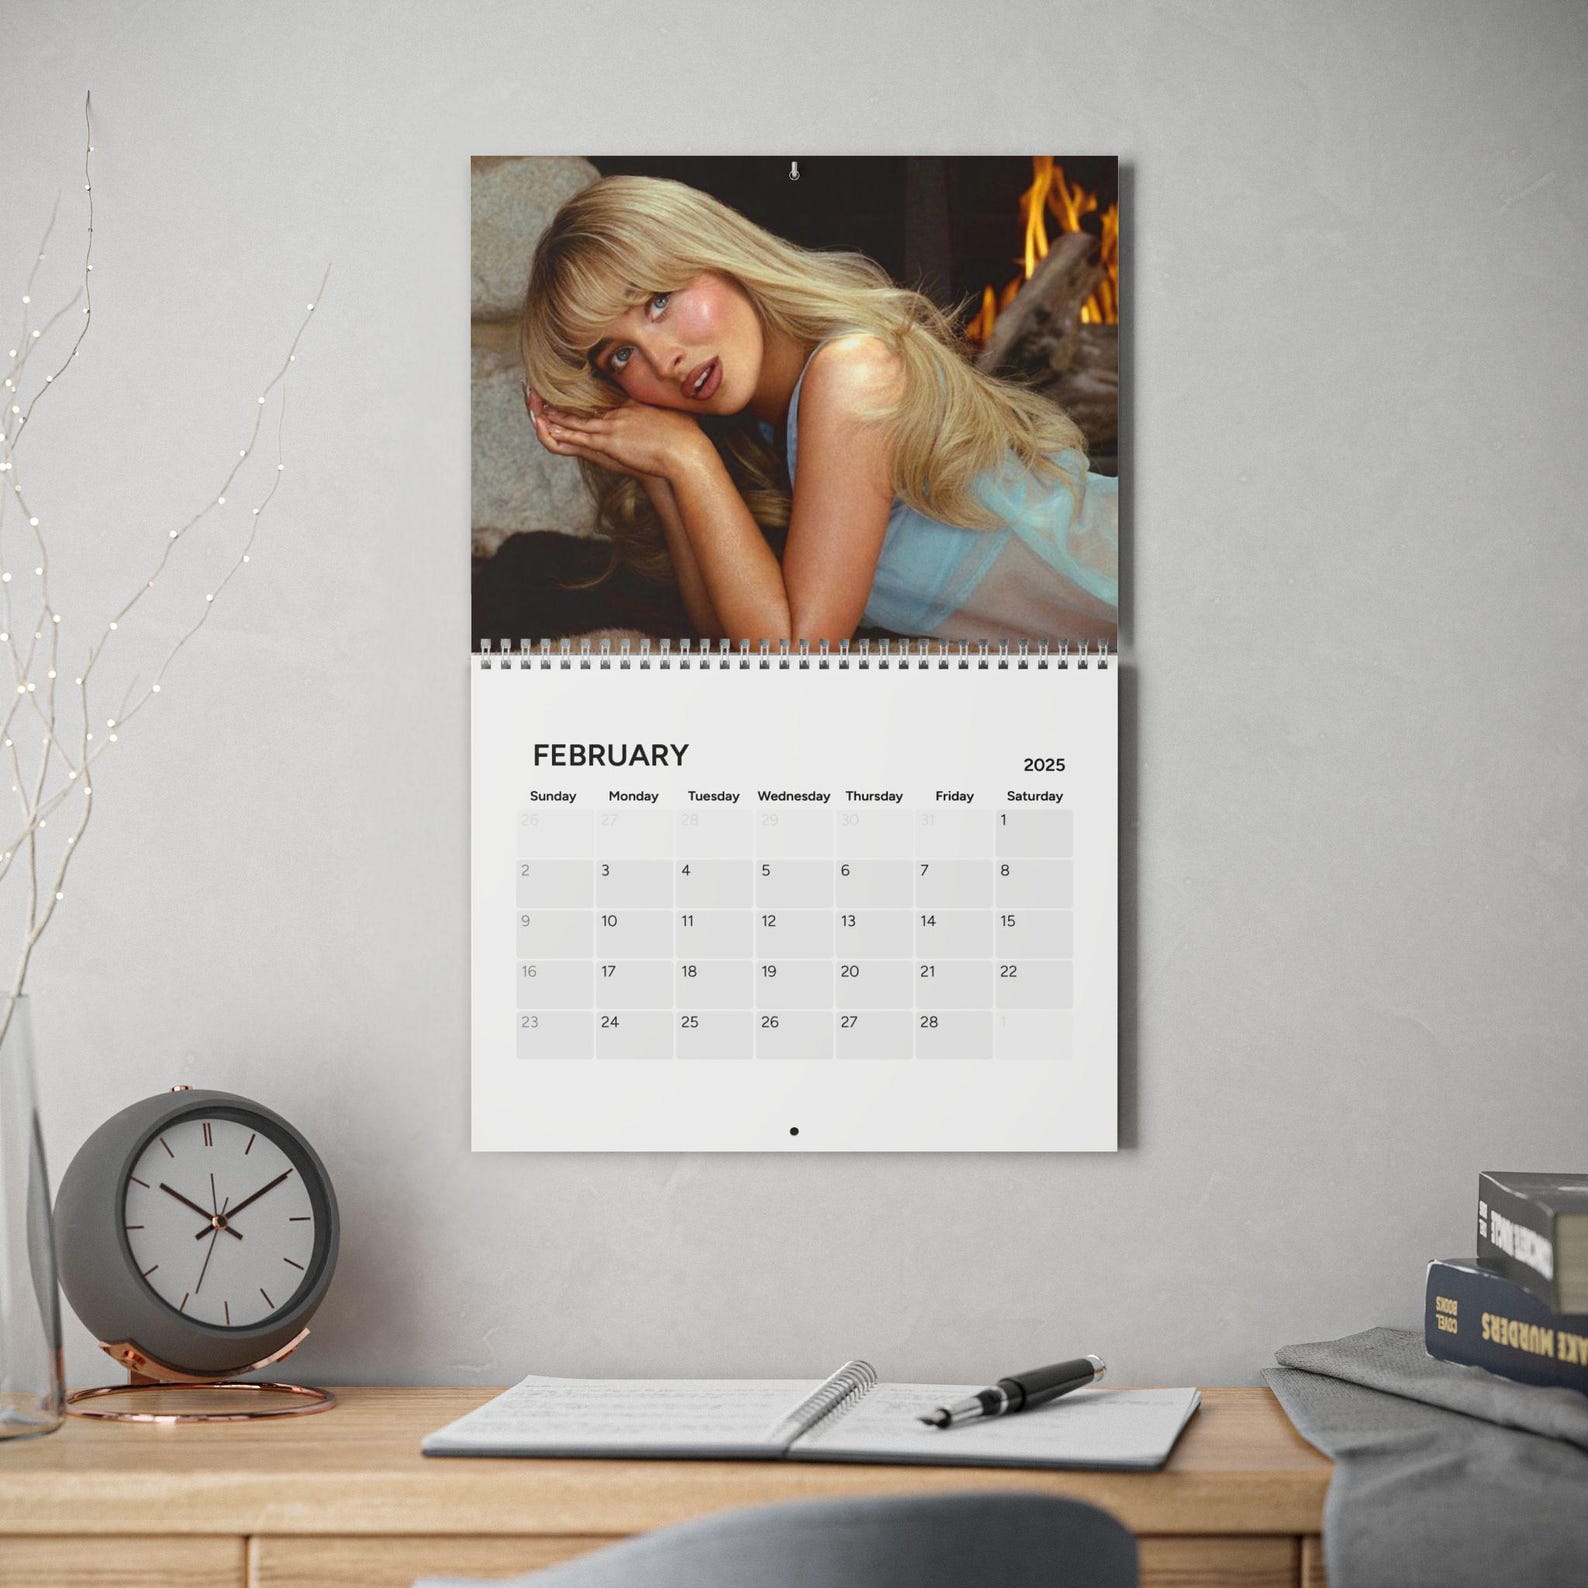 FEBRUARY
2025
Sunday Monday Tuesday Wednesday Thursday Friday Saturday
26 27 28 29 30 31 1
2 3 4 5 6 7 8
9 10 11 12 13 14 15
16 17 18 19 20 21 22
23 24 25 26 27 28 1
CONCRETE
COVEL
BOOKS
AKE MURDERS